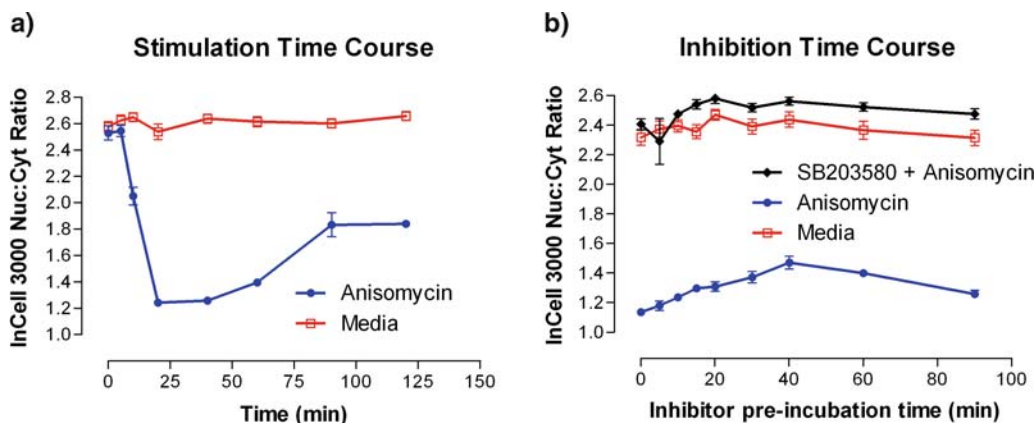 a)
Stimulation Time Course
InCell 3000 Nuc:Cyt Ratio
2.8
2.6
2.4
2.2
2.0
1.8
1.6
1.4
1.2
1.0
Anisomycin
Media
0 25 50 75 100 125 150
Time (min)
b)
Inhibition Time Course
InCell 3000 Nuc:Cyt Ratio
2.6
2.4
2.2
2.0
1.8
1.6
1.4
1.2
1.0
SB203580 + Anisomycin
Anisomycin
Media
0 20 40 60 80 100
Inhibitor pre-incubation time (min)